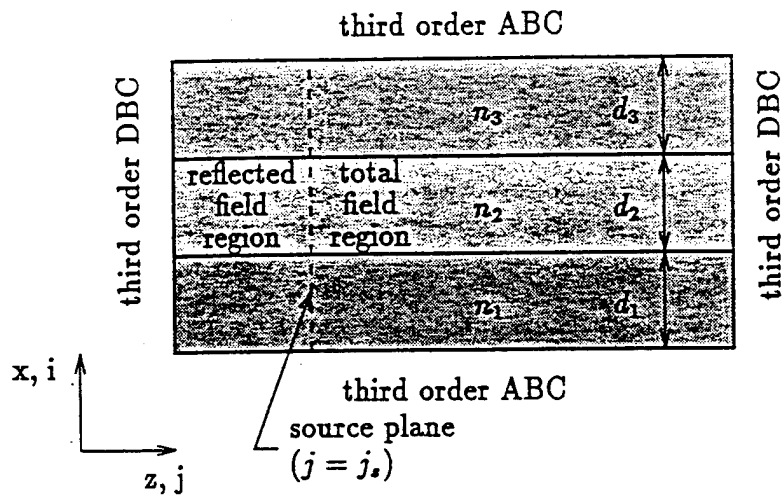 third order ABC
third order DBC
n₃ d₃
reflected total
field field
region region
n₂ d₂
n₁ d₁
third order DBC
x, i
z, j
third order ABC
source plane
(j = jₛ)